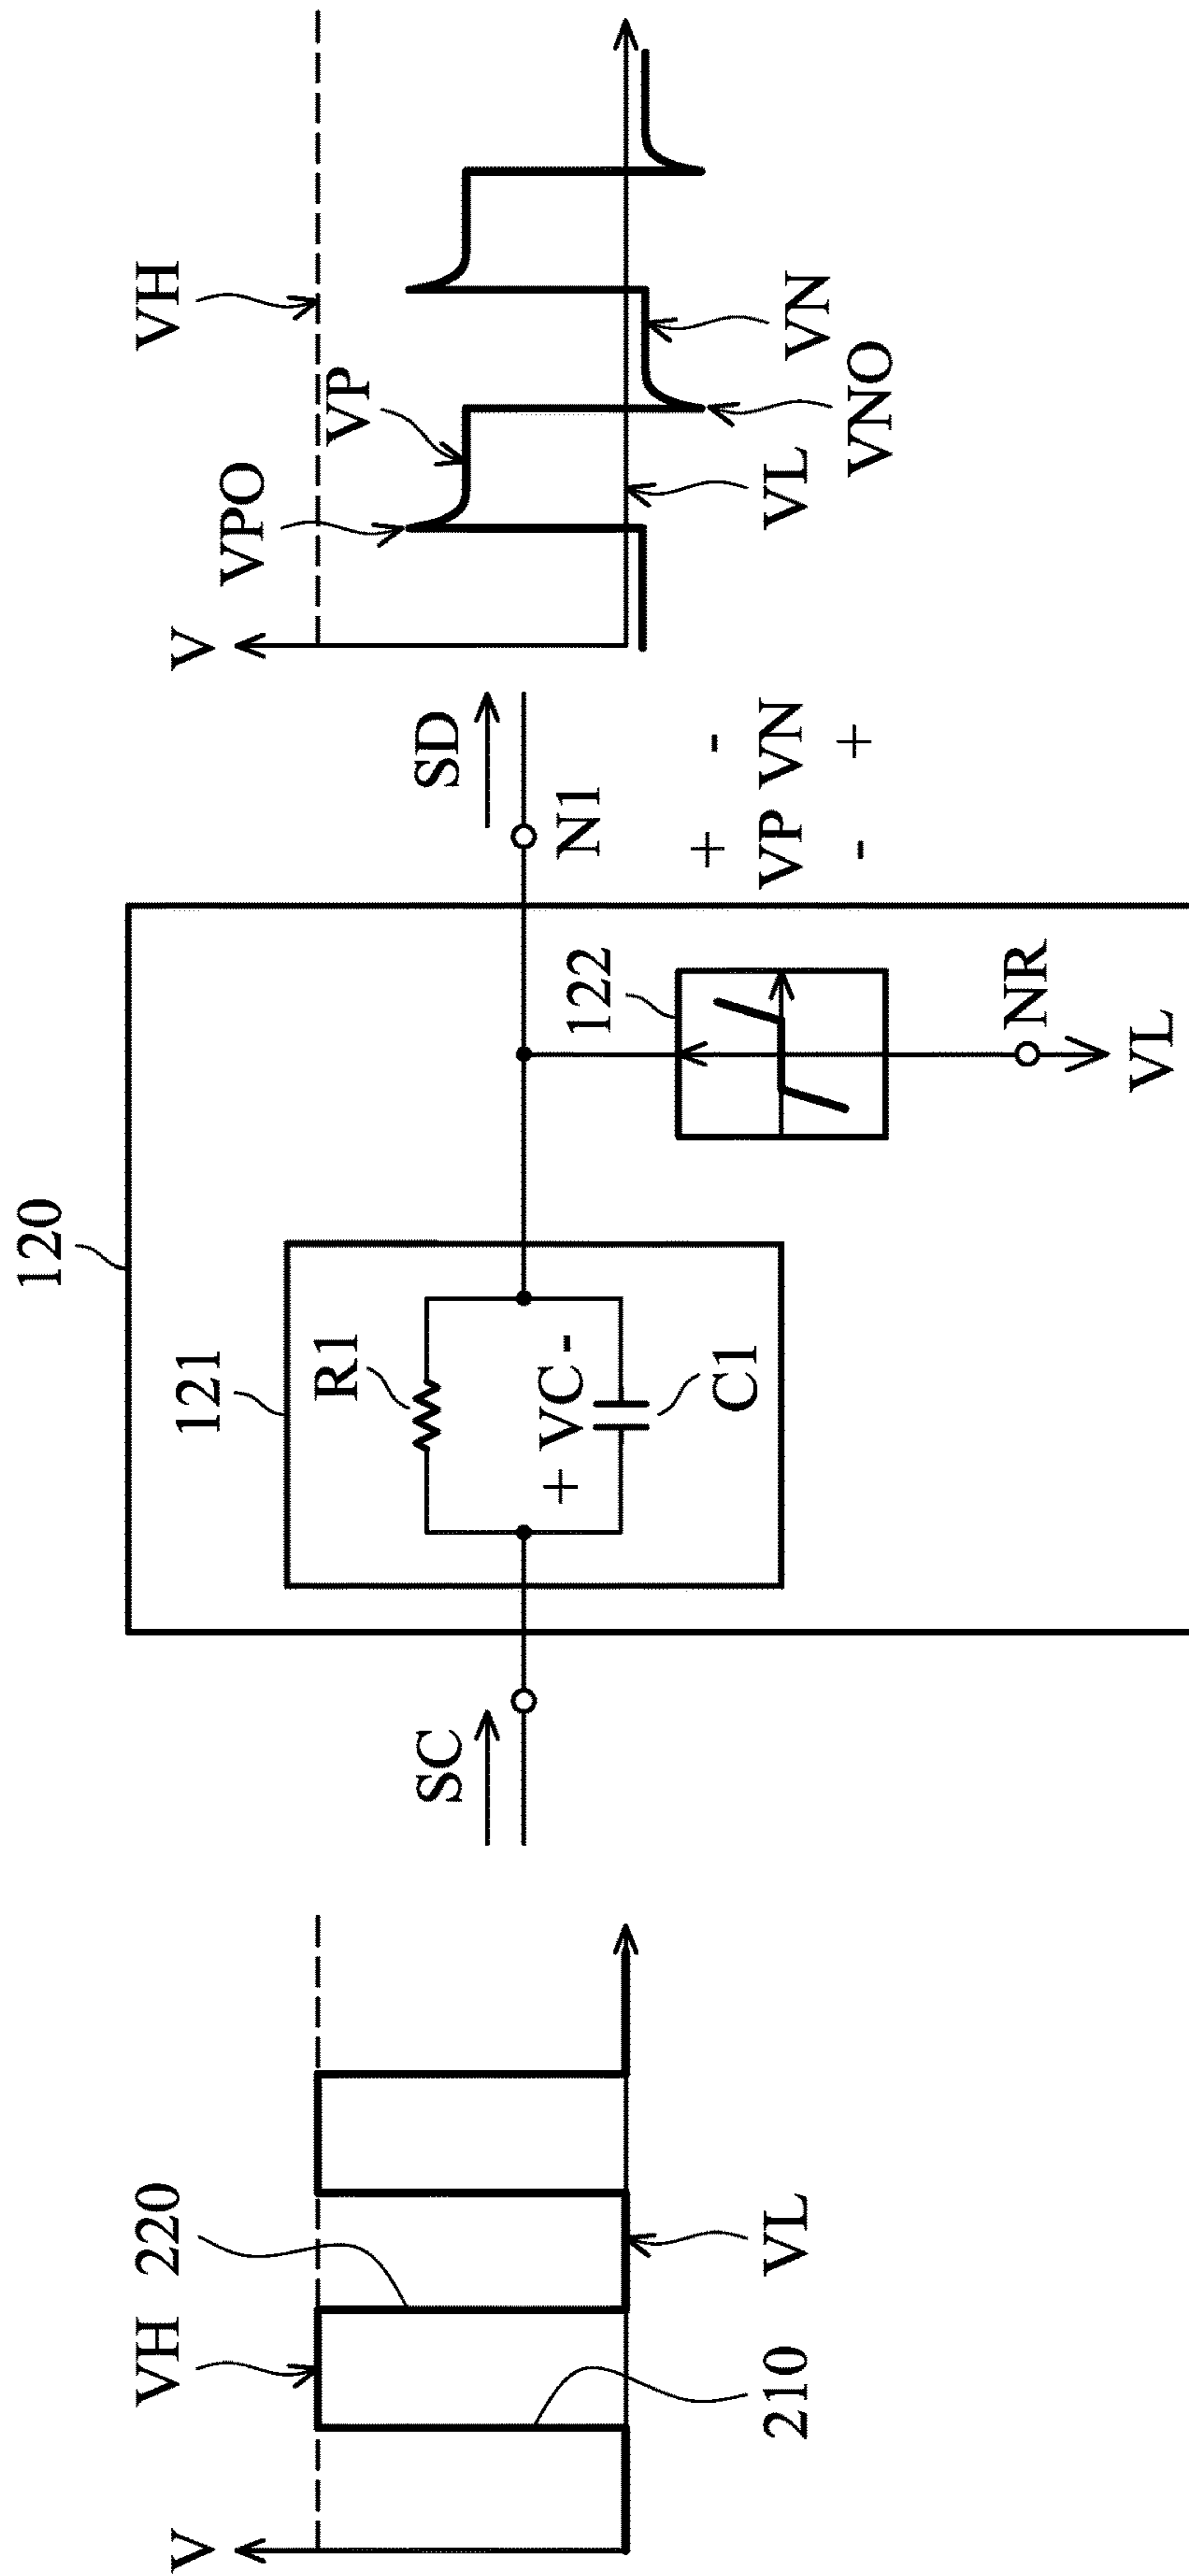 V
VH
220
210
VL
SC
120
121
R1
+ VC -
C1
122
NR
VL
SD
N1
+ -
VP VN
- +
V
VH
VPO
VP
VL
VN
VNO